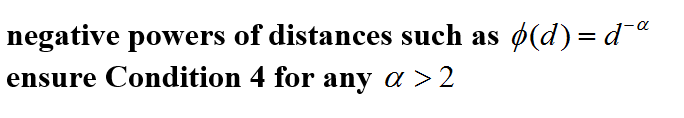 negative powers of distances such as ϕ(d) = d^{-α}
ensure Condition 4 for any α > 2